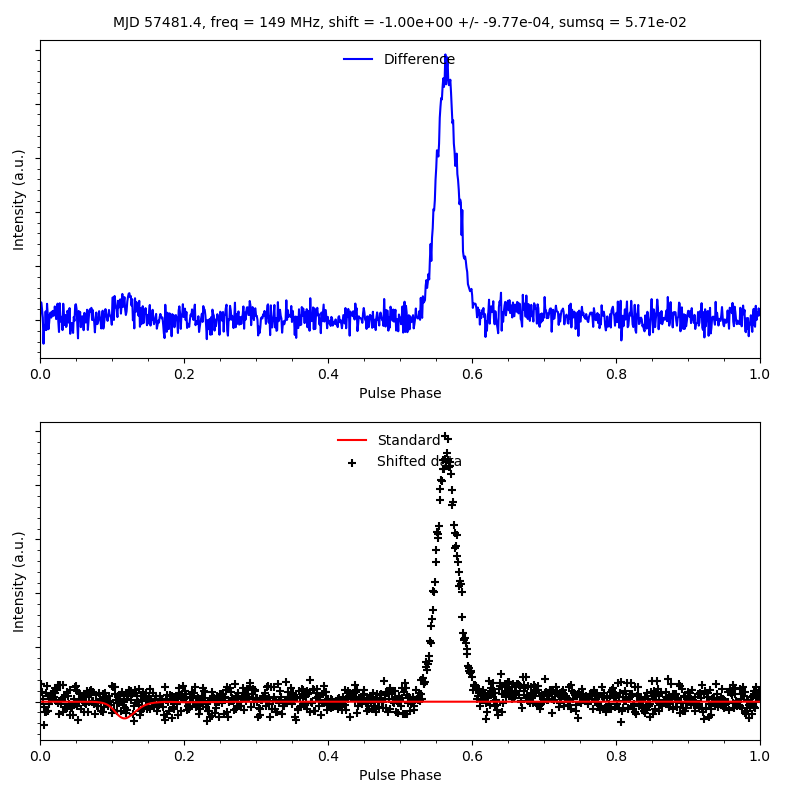 MJD 57481.4, freq = 149 MHz, shift = -1.00e+00 +/- -9.77e-04, sumsq = 5.71e-02
Difference
Intensity (a.u.)
0.0 0.2 0.4 0.6 0.8 1.0
Pulse Phase
Standard
Shifted data
Intensity (a.u.)
0.0 0.2 0.4 0.6 0.8 1.0
Pulse Phase